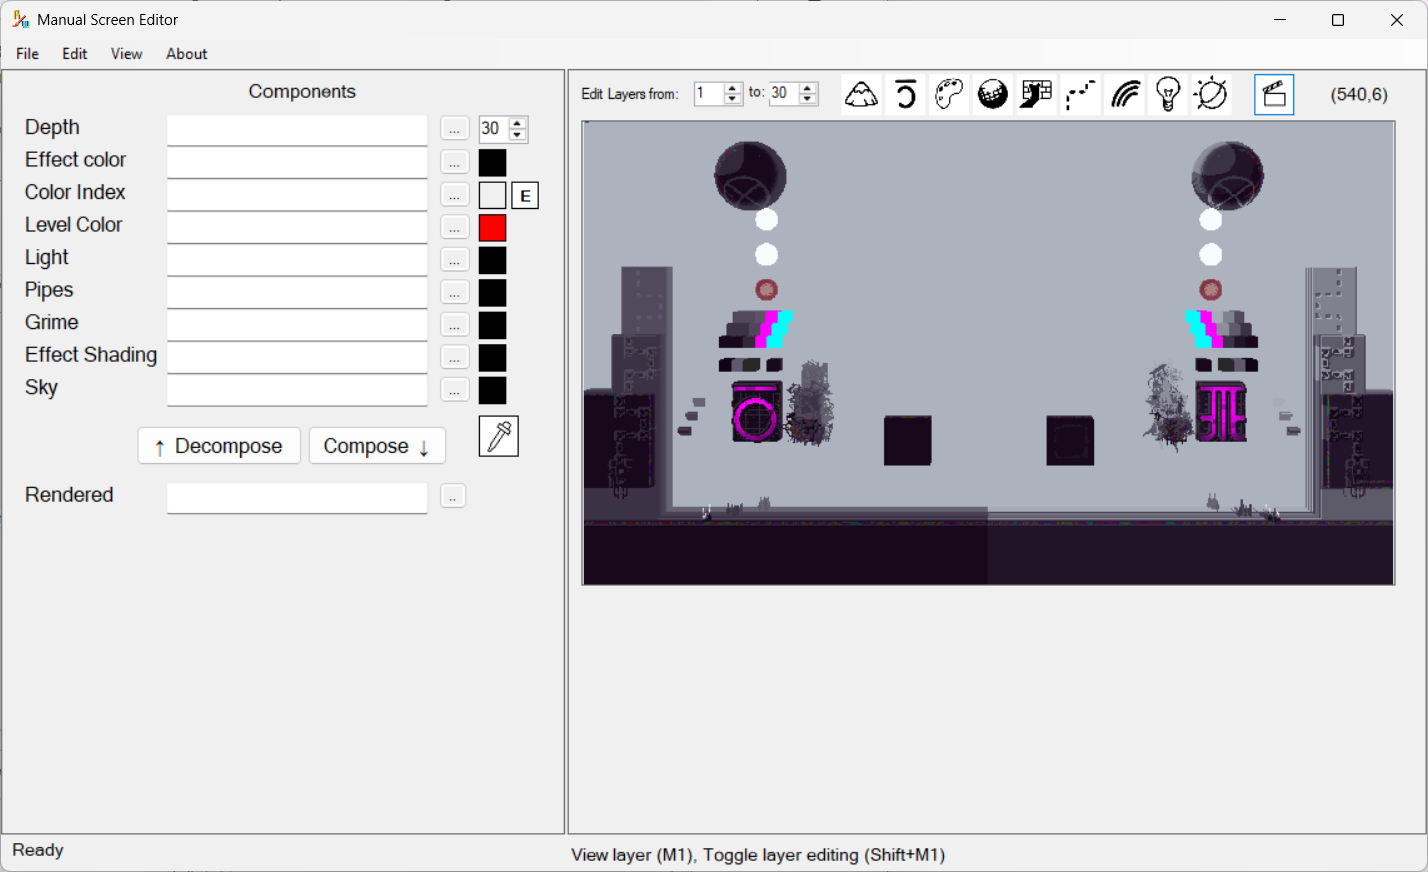 Manual Screen Editor
File Edit View About
Components
Edit Layers from: 1 to: 30
(540,6)
Depth ... 30
Effect color ...
Color Index ... E
Level Color ...
Light ...
Pipes ...
Grime ...
Effect Shading ...
Sky ...
↑ Decompose Compose ↓
Rendered ..
Ready
View layer (M1), Toggle layer editing (Shift+M1)